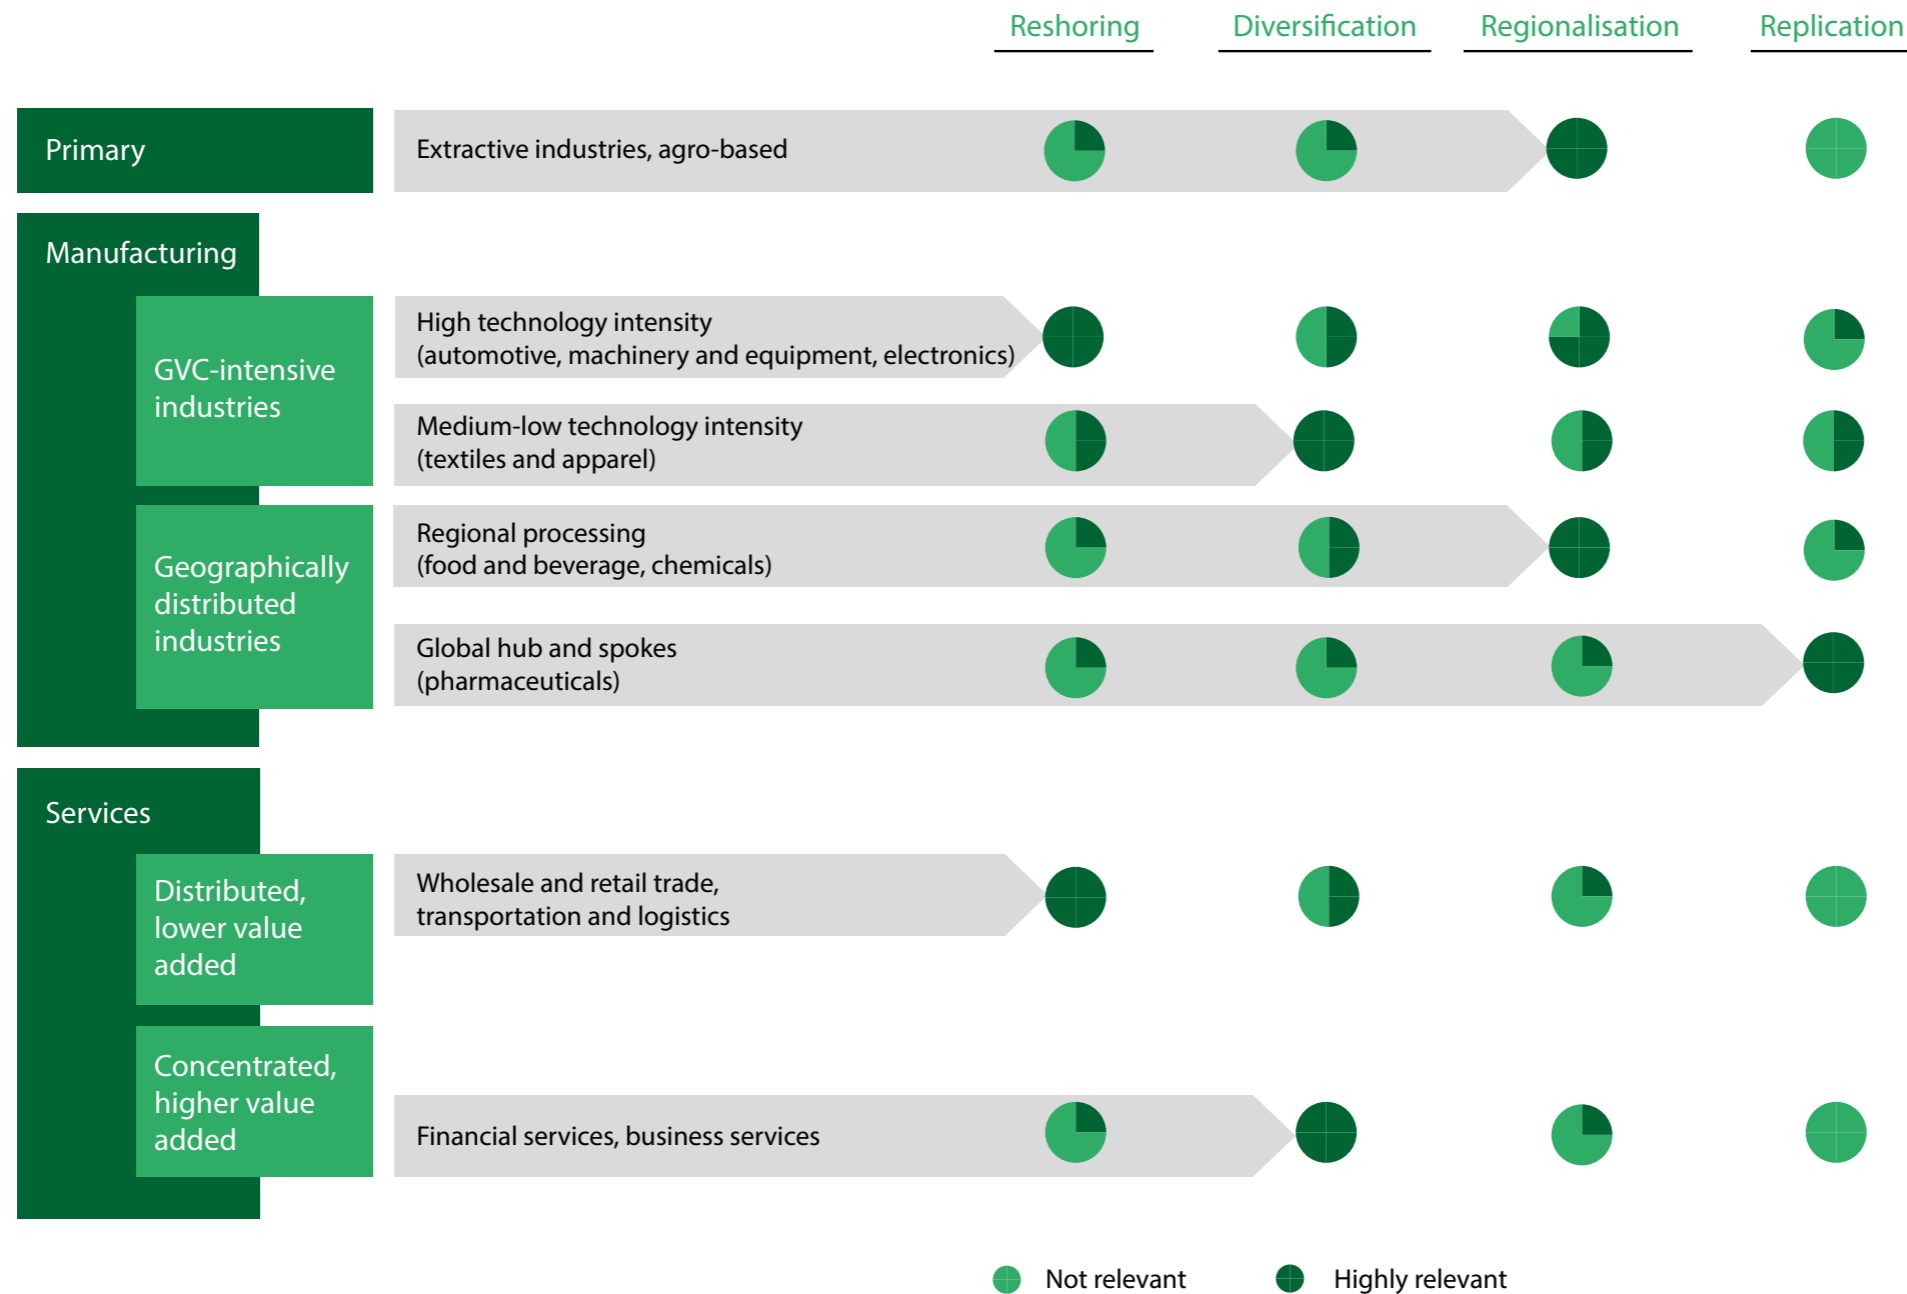 Reshoring Diversification Regionalisation Replication
Primary
Extractive industries, agro-based
Manufacturing
GVC-intensive
industries
High technology intensity
(automotive, machinery and equipment, electronics)
Medium-low technology intensity
(textiles and apparel)
Geographically
distributed
industries
Regional processing
(food and beverage, chemicals)
Global hub and spokes
(pharmaceuticals)
Services
Distributed,
lower value
added
Wholesale and retail trade,
transportation and logistics
Concentrated,
higher value
added
Financial services, business services
Not relevant Highly relevant